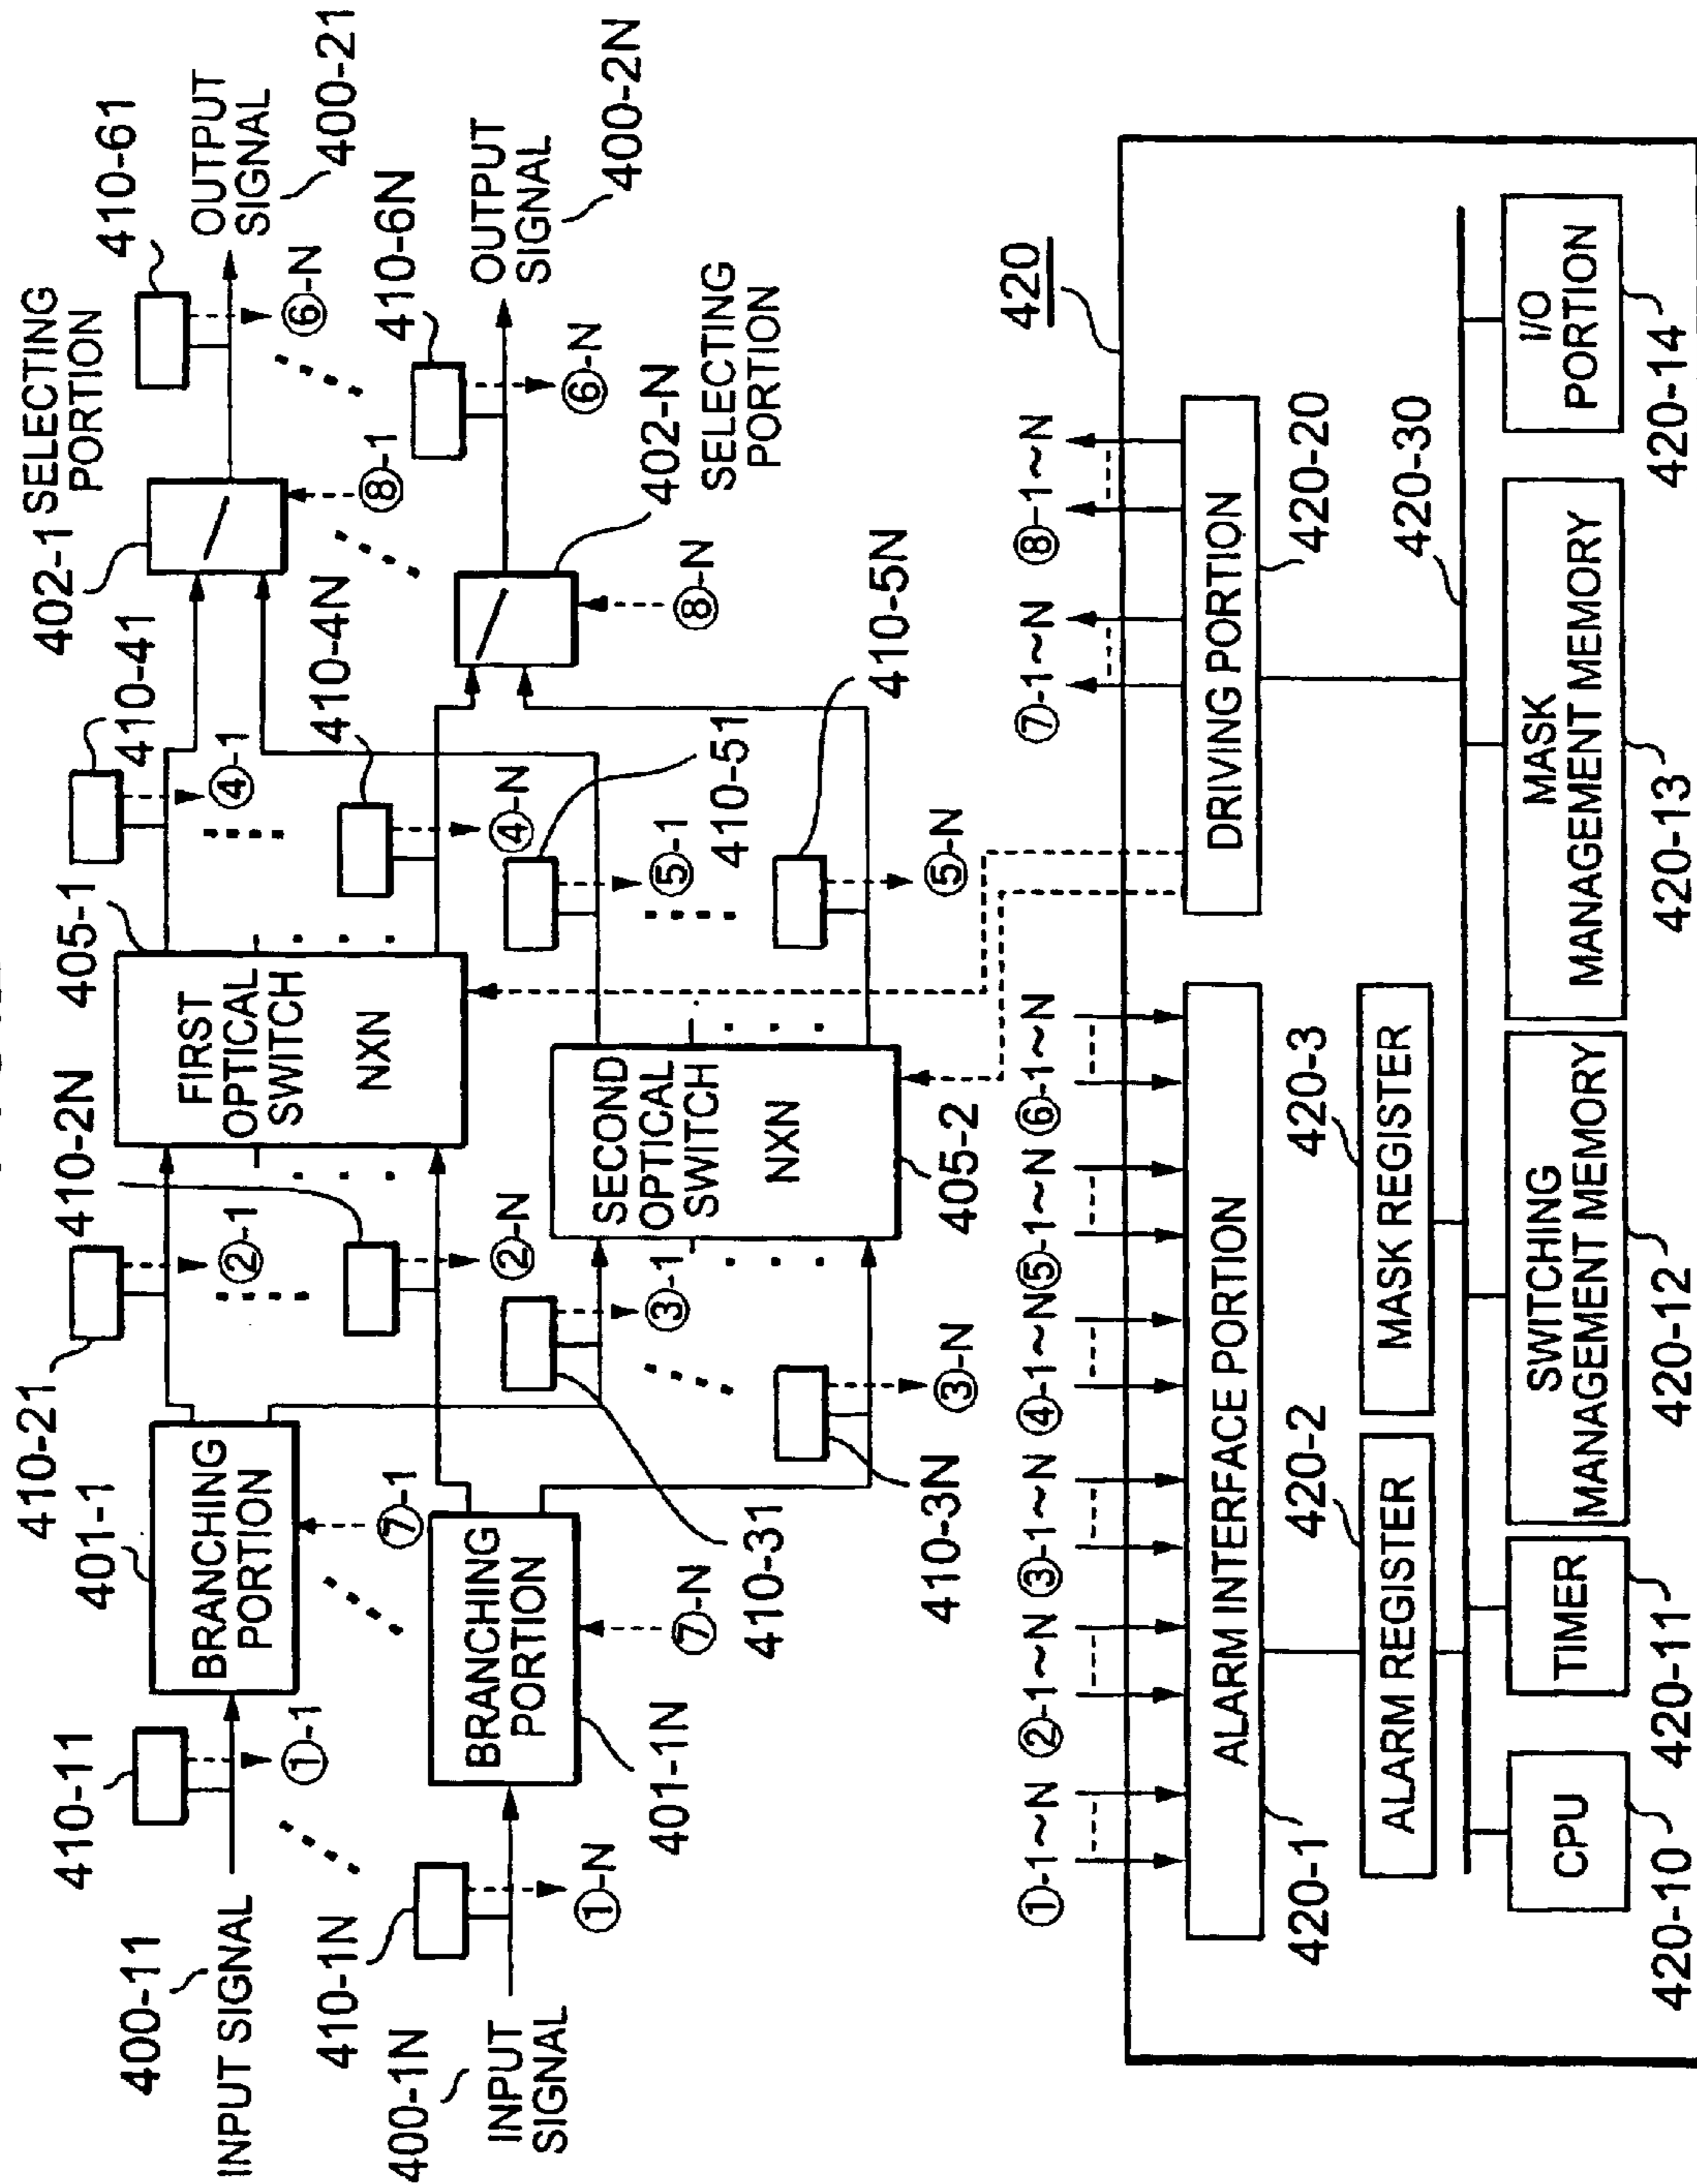 400-11
INPUT SIGNAL
410-11
①-1
401-1
BRANCHING
PORTION
⑦-1
410-21
②-1
410-2N
②-N
405-1
FIRST
OPTICAL
SWITCH
NXN
410-41
④-1
410-4N
④-N
402-1
SELECTING
PORTION
⑧-1
410-61
⑥-N
OUTPUT
SIGNAL
400-21
400-1N
INPUT
SIGNAL
410-1N
①-N
BRANCHING
PORTION
401-1N
⑦-N
410-31
③-1
410-3N
③-N
SECOND
OPTICAL
SWITCH
NXN
405-2
⑤-1
410-51
⑤-N
410-5N
⑧-N
402-N
SELECTING
PORTION
410-6N
⑥-N
OUTPUT
SIGNAL
400-2N
420
①-1~N
②-1~N
③-1~N
④-1~N
⑤-1~N
⑥-1~N
⑦-1~N
⑧-1~N
ALARM INTERFACE PORTION
420-1
DRIVING PORTION
420-20
ALARM REGISTER
420-2
MASK REGISTER
420-3
420-30
CPU
420-10
TIMER
420-11
SWITCHING
MANAGEMENT MEMORY
420-12
MASK
MANAGEMENT MEMORY
420-13
I/O
PORTION
420-14